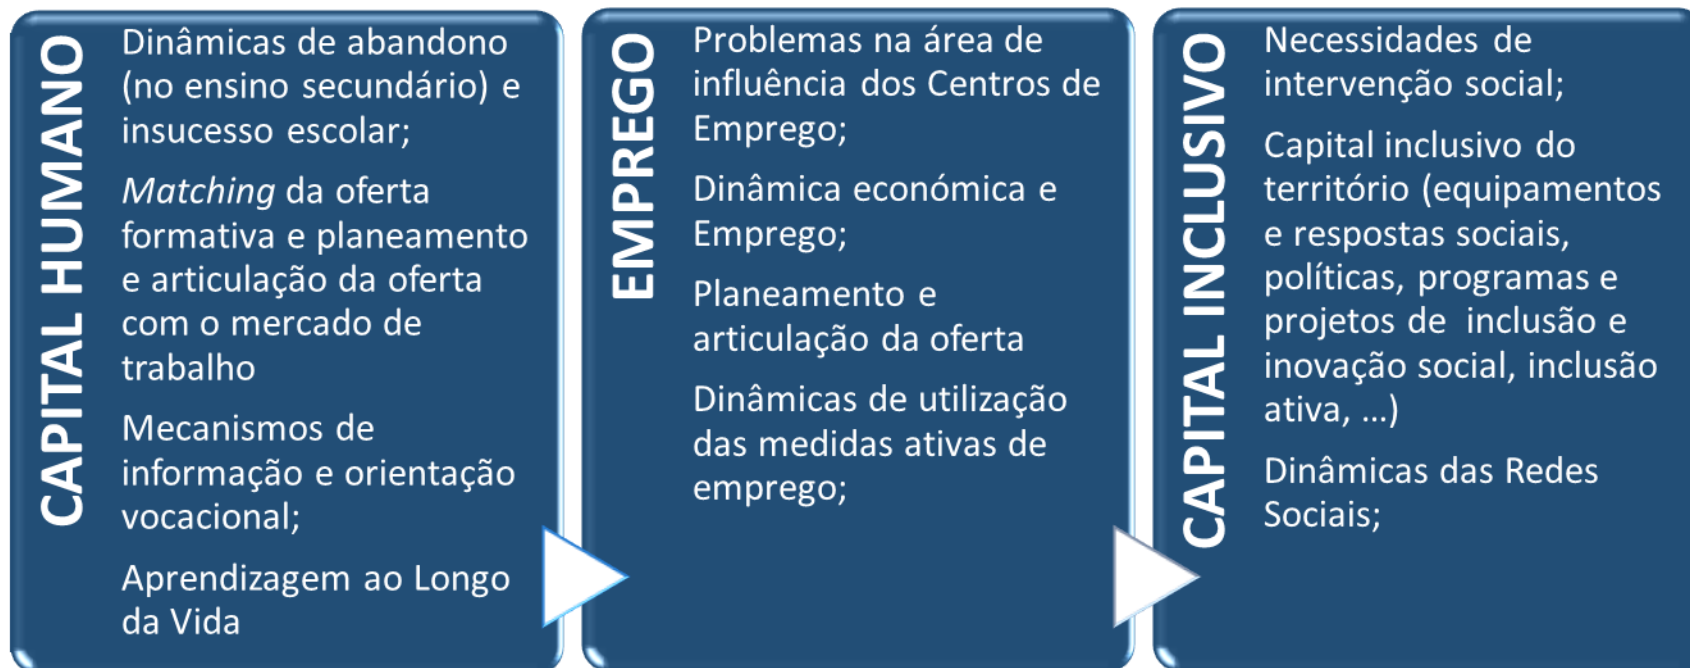 CAPITAL HUMANO
Dinâmicas de abandono
(no ensino secundário) e
insucesso escolar;
Matching da oferta
formativa e planeamento
e articulação da oferta
com o mercado de
trabalho
Mecanismos de
informação e orientação
vocacional;
Aprendizagem ao Longo
da Vida
EMPREGO
Problemas na área de
influência dos Centros de
Emprego;
Dinâmica económica e
Emprego;
Planeamento e
articulação da oferta
Dinâmicas de utilização
das medidas ativas de
emprego;
CAPITAL INCLUSIVO
Necessidades de
intervenção social;
Capital inclusivo do
território (equipamentos
e respostas sociais,
políticas, programas e
projetos de inclusão e
inovação social, inclusão
ativa, ...)
Dinâmicas das Redes
Sociais;